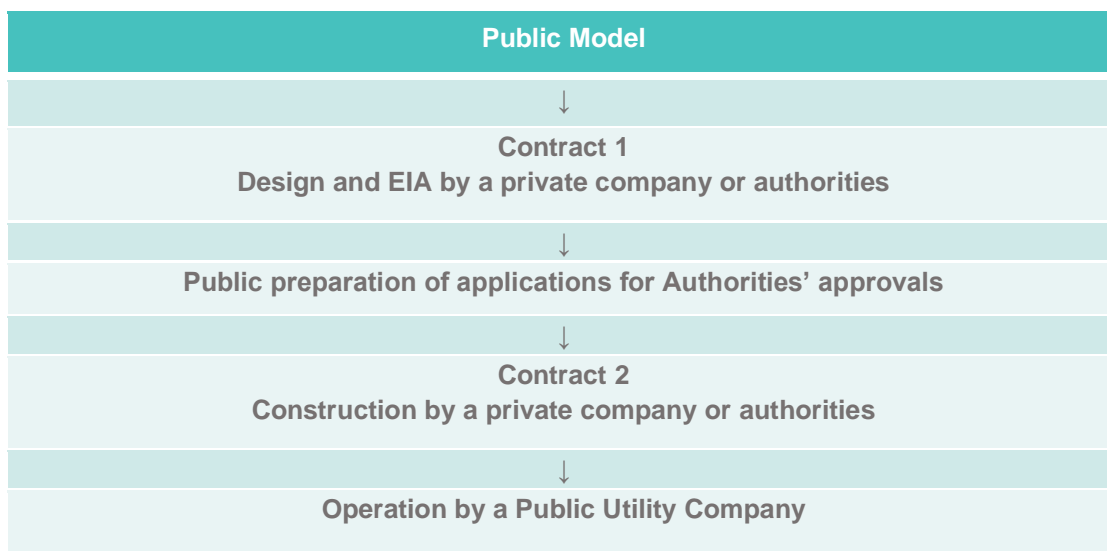 Public Model
↓
Contract 1
Design and EIA by a private company or authorities
↓
Public preparation of applications for Authorities’ approvals
↓
Contract 2
Construction by a private company or authorities
↓
Operation by a Public Utility Company